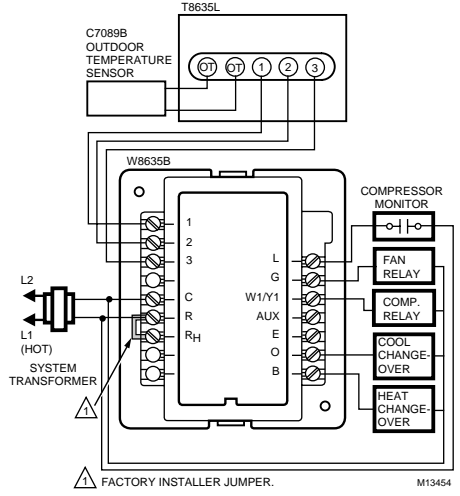 T8635L
C7089B
OUTDOOR
TEMPERATURE
SENSOR
OT OT 1 2 3
W8635B
COMPRESSOR
MONITOR
1
2
3
C
R
RH
L
G
W1/Y1
AUX
E
O
B
FAN
RELAY
COMP.
RELAY
COOL
CHANGE-
OVER
HEAT
CHANGE-
OVER
L2
L1
(HOT)
SYSTEM
TRANSFORMER
1
1 FACTORY INSTALLER JUMPER.
M13454